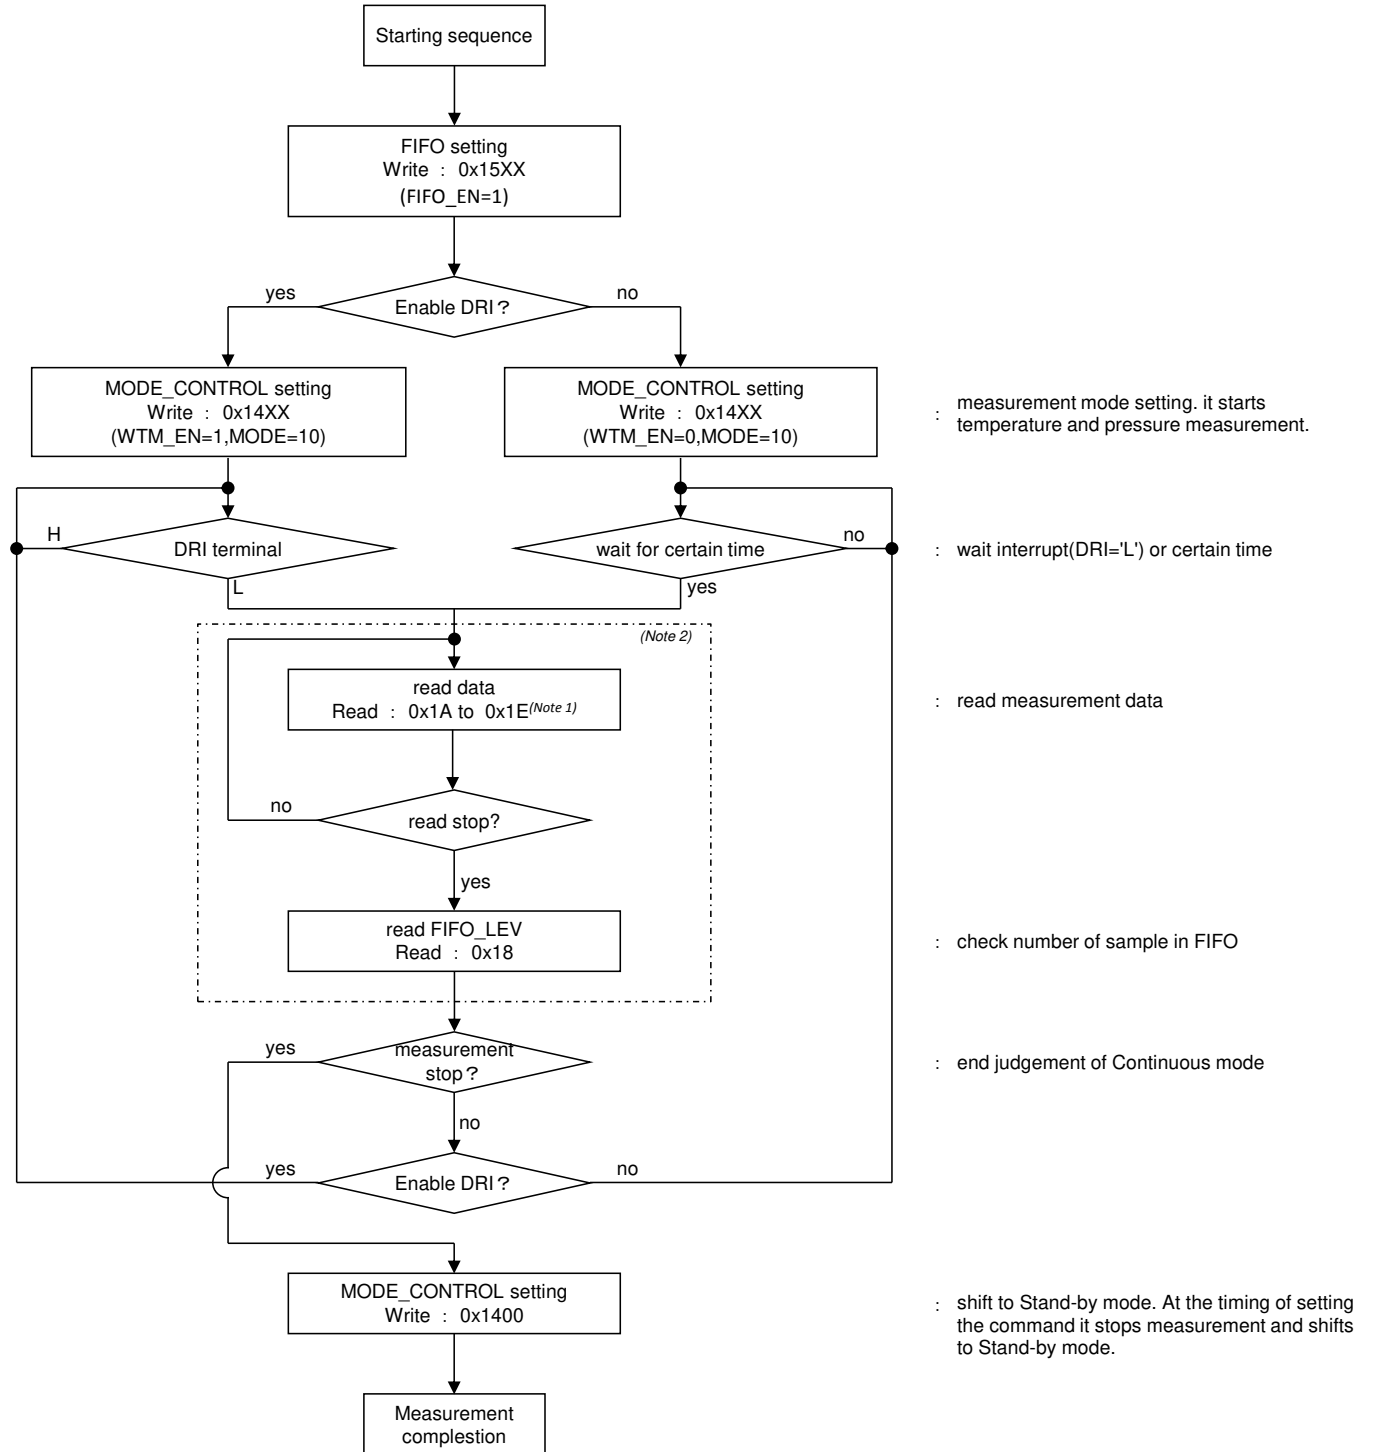 Starting sequence
FIFO setting
Write : 0x15XX
(FIFO_EN=1)
Enable DRI?
yes
no
MODE_CONTROL setting
Write : 0x14XX
(WTM_EN=1,MODE=10)
MODE_CONTROL setting
Write : 0x14XX
(WTM_EN=0,MODE=10)
: measurement mode setting. it starts
temperature and pressure measurement.
H
DRI terminal
L
wait for certain time
no
yes
: wait interrupt(DRI='L') or certain time
(Note 2)
read data
Read : 0x1A to 0x1E(Note 1)
: read measurement data
no
read stop?
yes
read FIFO_LEV
Read : 0x18
: check number of sample in FIFO
yes
measurement
stop?
no
: end judgement of Continuous mode
yes
Enable DRI?
no
MODE_CONTROL setting
Write : 0x1400
: shift to Stand-by mode. At the timing of setting
the command it stops measurement and shifts
to Stand-by mode.
Measurement
complestion